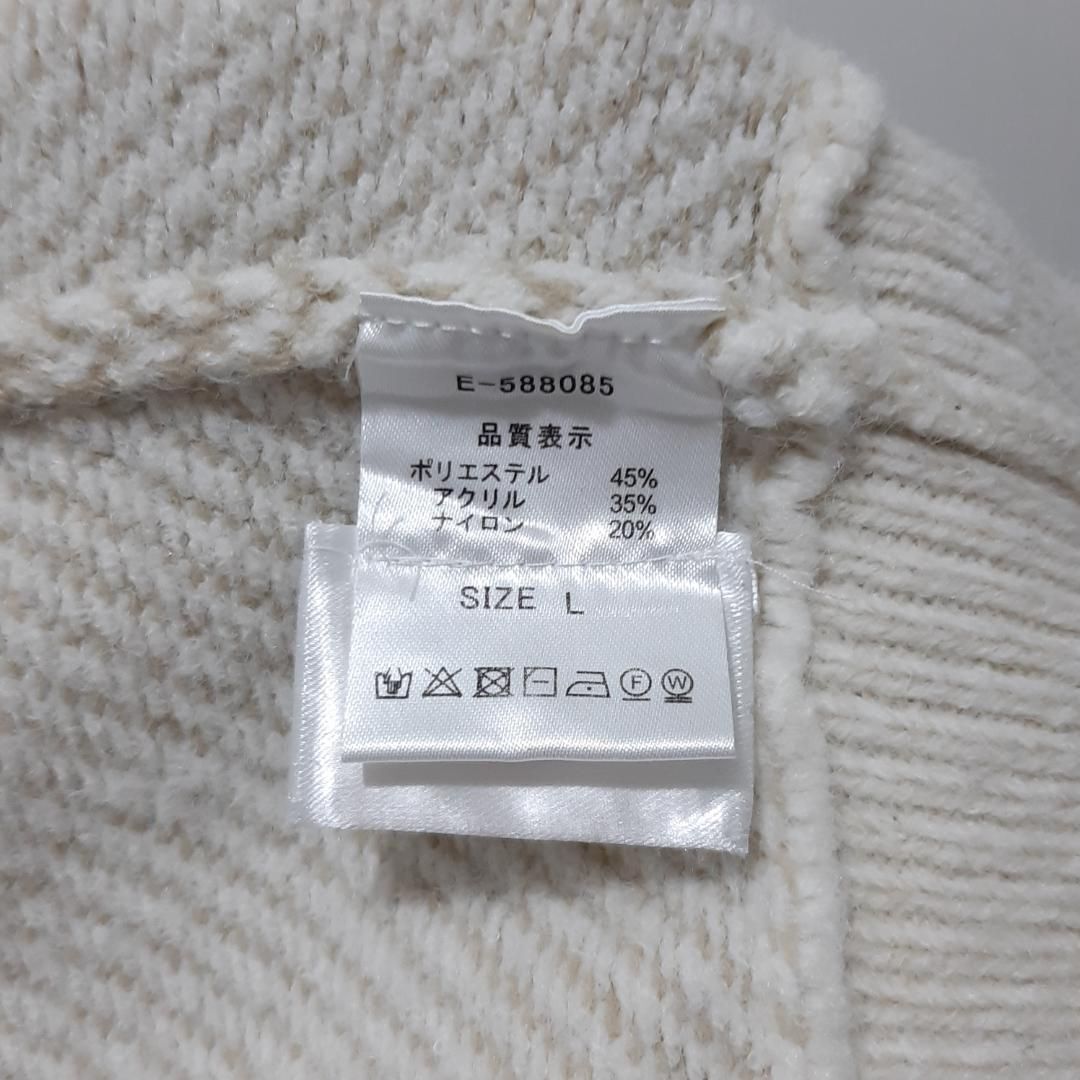 E-588085
品質表示
ポリエステル 45%
アクリル 35%
ナイロン 20%
SIZE L
F W